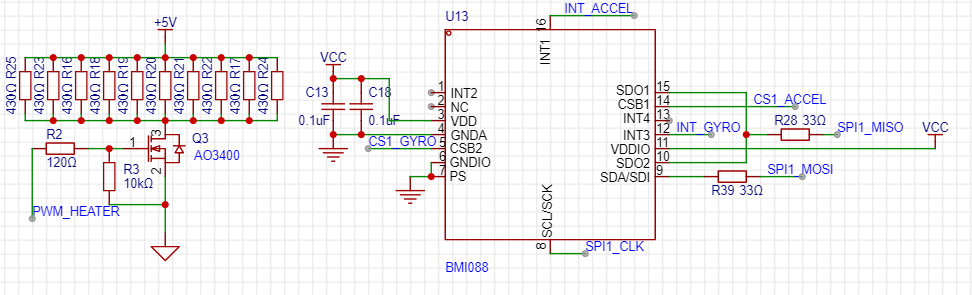 +5V
430Ω R25
430Ω R23
430Ω R16
430Ω R18
430Ω R19
430Ω R20
430Ω R21
430Ω R22
430Ω R17
430Ω R24
R2
120Ω
R3
10kΩ
1
3
2
Q3
AO3400
PWM_HEATER
VCC
C13
0.1uF
C18
0.1uF
CS1_GYRO
U13
INT_ACCEL
16
INT1
1 INT2
2 NC
3 VDD
4 GNDA
5 CSB2
6 GNDIO
7 PS
SDO1 15
CSB1 14
INT4 13
INT3 12
VDDIO 11
SDO2 10
SDA/SDI 9
SCL/SCK
8
SPI1_CLK
BMI088
CS1_ACCEL
INT_GYRO
R28 33Ω
SPI1_MISO
VCC
R39 33Ω
SPI1_MOSI